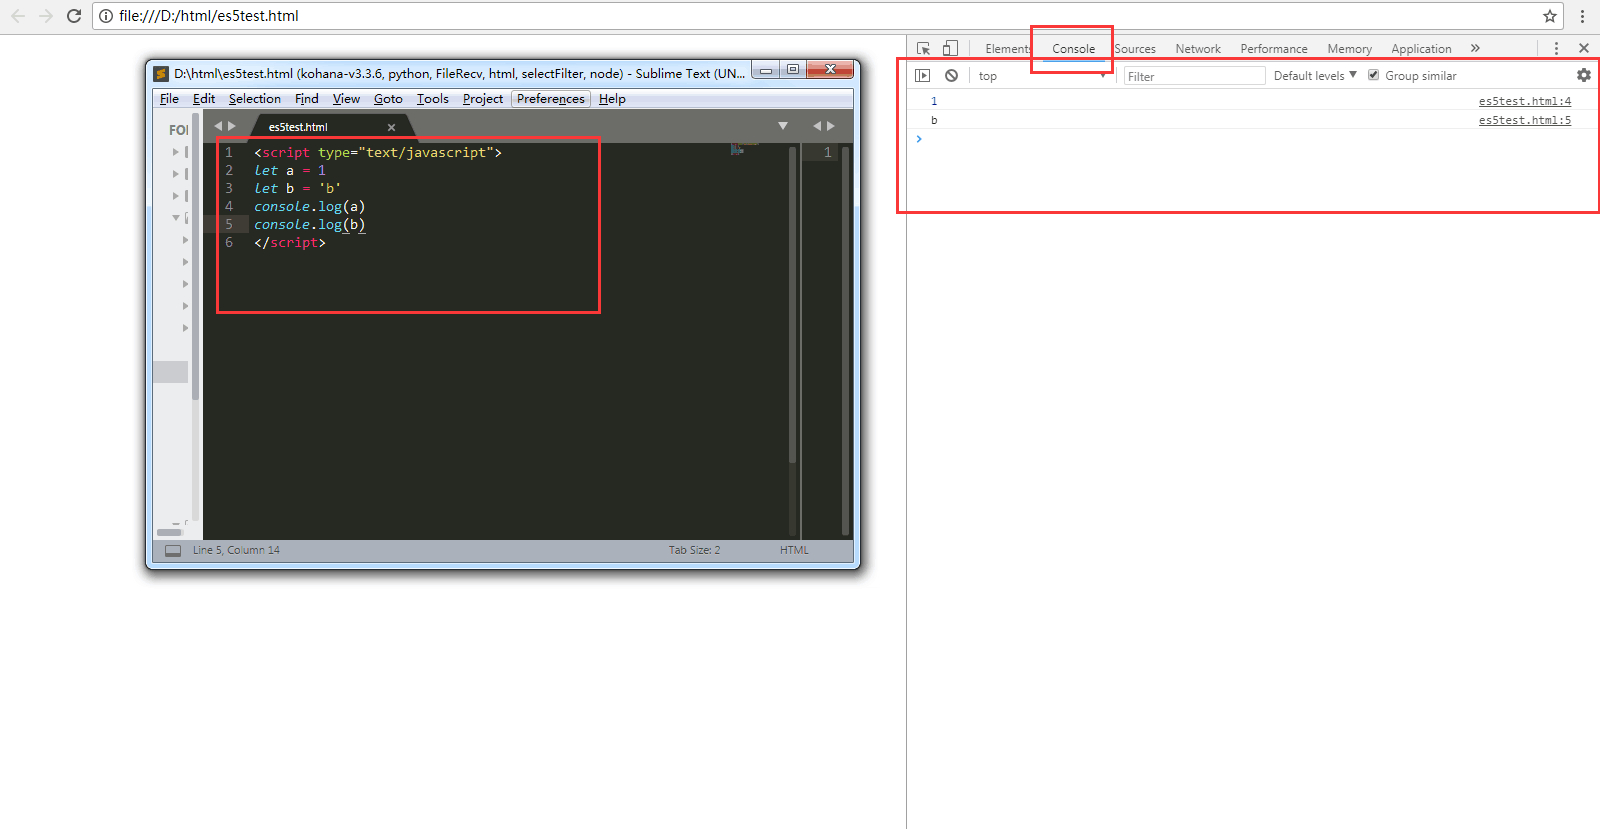 file:///D:/html/es5test.html
Elements Console Sources Network Performance Memory Application »
top Filter Default levels ▼ Group similar
1 es5test.html:4
b es5test.html:5
>
D:\html\es5test.html (kohana-v3.3.6, python, FileRecv, html, selectFilter, node) - Sublime Text (UN...
File Edit Selection Find View Goto Tools Project Preferences Help
es5test.html ×
1 <script type="text/javascript">
2 let a = 1
3 let b = 'b'
4 console.log(a)
5 console.log(b)
6 </script>
1
Line 5, Column 14 Tab Size: 2 HTML